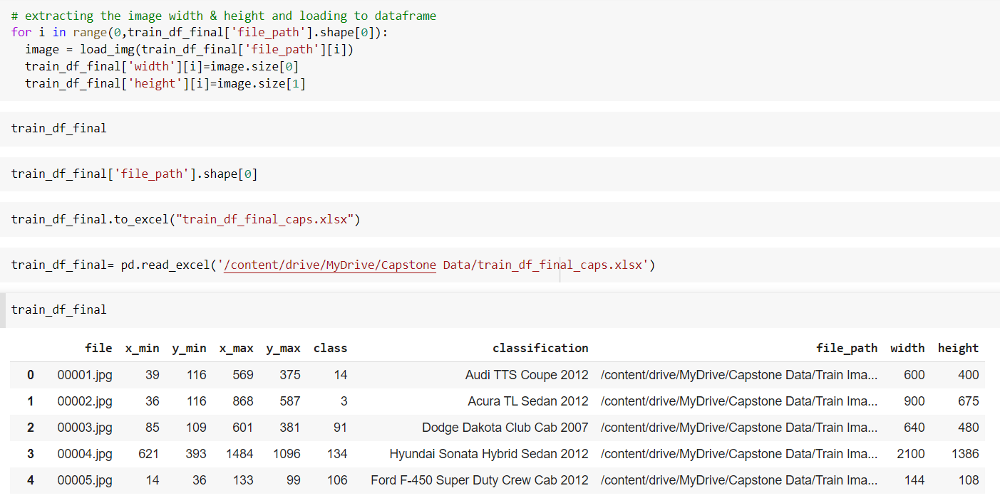 # extracting the image width & height and loading to dataframe
for i in range(0,train_df_final['file_path'].shape[0]):
  image = load_img(train_df_final['file_path'][i])
  train_df_final['width'][i]=image.size[0]
  train_df_final['height'][i]=image.size[1]
train_df_final
train_df_final['file_path'].shape[0]
train_df_final.to_excel("train_df_final_caps.xlsx")
train_df_final= pd.read_excel('/content/drive/MyDrive/Capstone Data/train_df_final_caps.xlsx')
train_df_final
file x_min y_min x_max y_max class classification file_path width height
0 00001.jpg 39 116 569 375 14 Audi TTS Coupe 2012 /content/drive/MyDrive/Capstone Data/Train Ima... 600 400
1 00002.jpg 36 116 868 587 3 Acura TL Sedan 2012 /content/drive/MyDrive/Capstone Data/Train Ima... 900 675
2 00003.jpg 85 109 601 381 91 Dodge Dakota Club Cab 2007 /content/drive/MyDrive/Capstone Data/Train Ima... 640 480
3 00004.jpg 621 393 1484 1096 134 Hyundai Sonata Hybrid Sedan 2012 /content/drive/MyDrive/Capstone Data/Train Ima... 2100 1386
4 00005.jpg 14 36 133 99 106 Ford F-450 Super Duty Crew Cab 2012 /content/drive/MyDrive/Capstone Data/Train Ima... 144 108